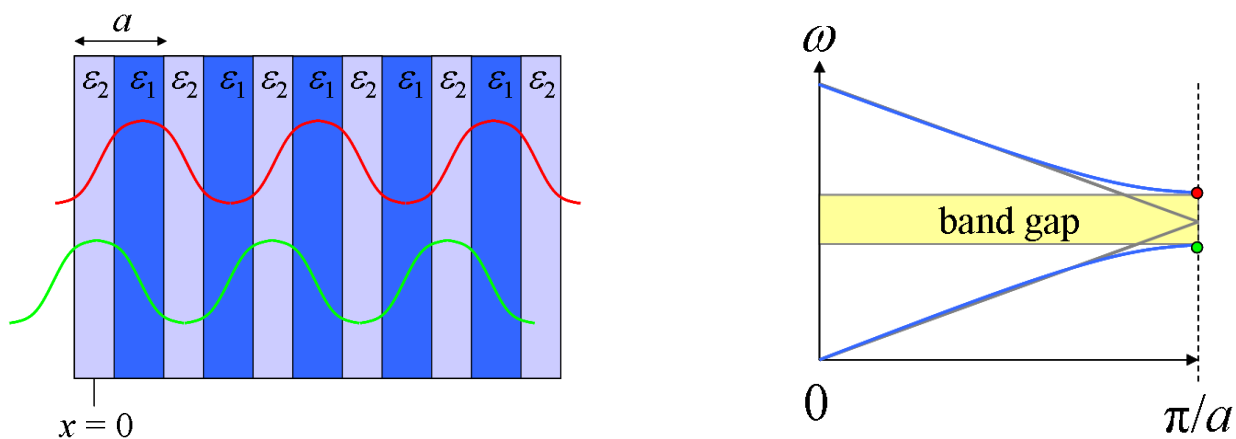 a
ε2 ε1 ε2 ε1 ε2 ε1 ε2 ε1 ε2 ε1 ε2
x = 0
ω
band gap
0
π/a